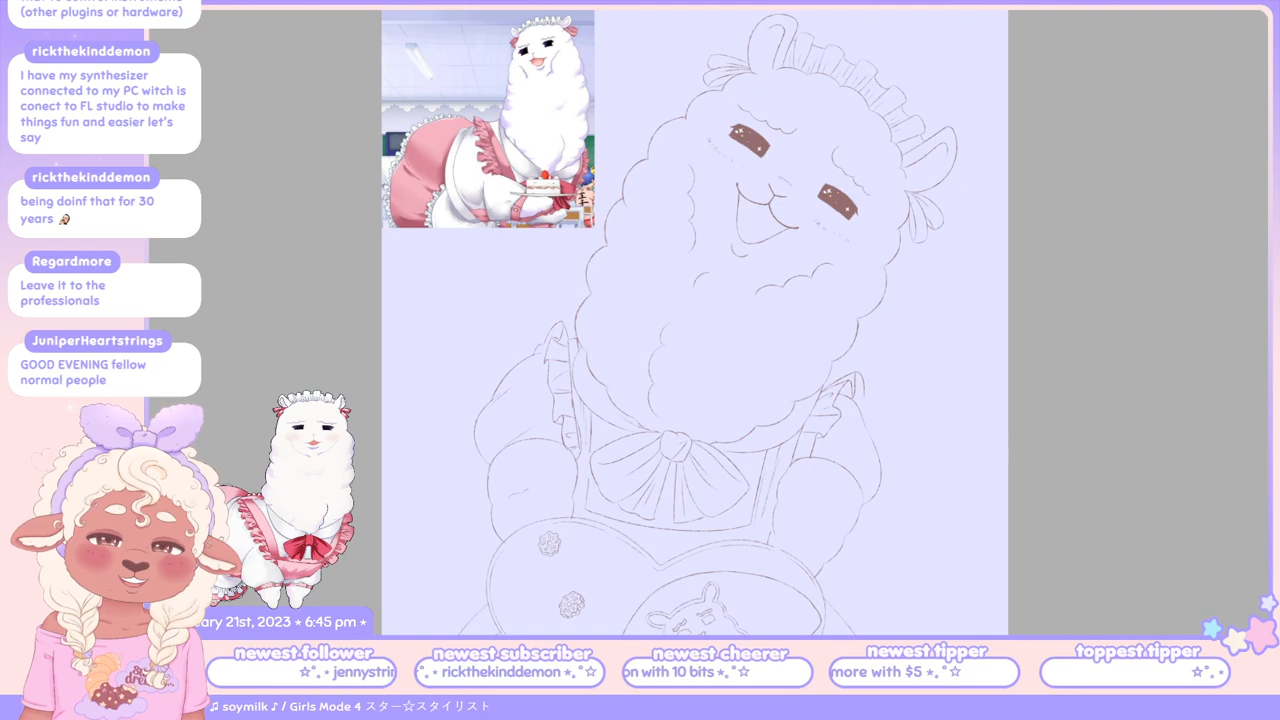 (other plugins or hardware)
rickthekinddemon
I have my synthesizer
connected to my PC witch is
conect to FL studio to make
things fun and easier let's
say
rickthekinddemon
being doinf that for 30
years
Regardmore
Leave it to the
professionals
JuniperHeartstrings
GOOD EVENING fellow
normal people
ary 21st, 2023 ⋆ 6:45 pm ⋆
newest follower
☆°。⋆ jennystri
newest subscriber
°。⋆ rickthekinddemon ⋆。°☆
newest cheerer
on with 10 bits ⋆。°☆
newest tipper
more with $5 ⋆。°☆
toppest tipper
☆°。⋆
♫ soymilk ♪ / Girls Mode 4 スター☆スタイリスト